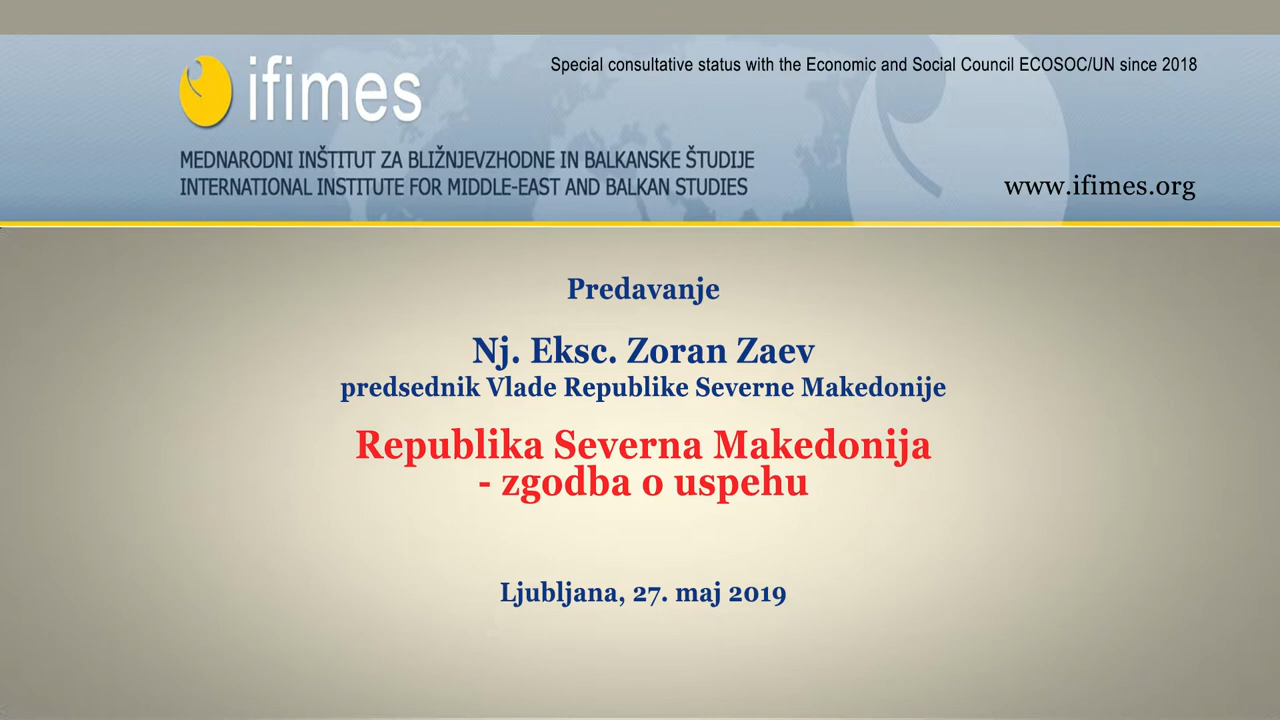 Special consultative status with the Economic and Social Council ECOSOC/UN since 2018
ifimes
MEDNARODNI INŠTITUT ZA BLIŽNJEVZHODNE IN BALKANSKE ŠTUDIJE
INTERNATIONAL INSTITUTE FOR MIDDLE-EAST AND BALKAN STUDIES
www.ifimes.org
Predavanje
Nj. Eksc. Zoran Zaev
predsednik Vlade Republike Severne Makedonije
Republika Severna Makedonija
- zgodba o uspehu
Ljubljana, 27. maj 2019